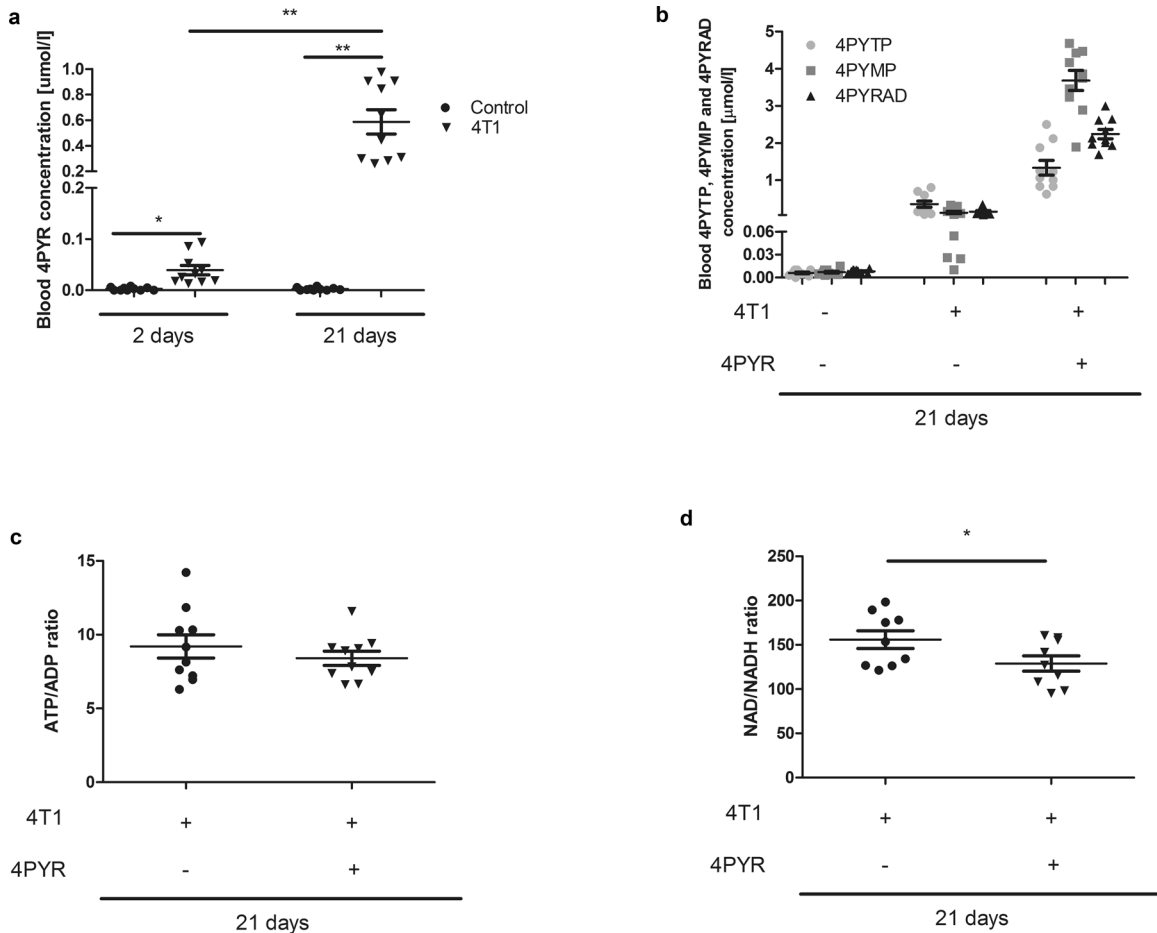 a
**
**
Blood 4PYR concentration [umol/l]
1.0
0.8
0.6
0.4
0.2
0.2
0.1
0.0
*
Control
4T1
2 days
21 days
b
Blood 4PYTP, 4PYMP and 4PYRAD
concentration [μmol/l]
5
4
3
2
1
0.06
0.03
0.00
4PYTP
4PYMP
4PYRAD
4T1 - + +
4PYR - - +
21 days
c
ATP/ADP ratio
15
10
5
0
4T1 + +
4PYR - +
21 days
d
*
NAD/NADH ratio
250
200
150
100
50
0
4T1 + +
4PYR - +
21 days